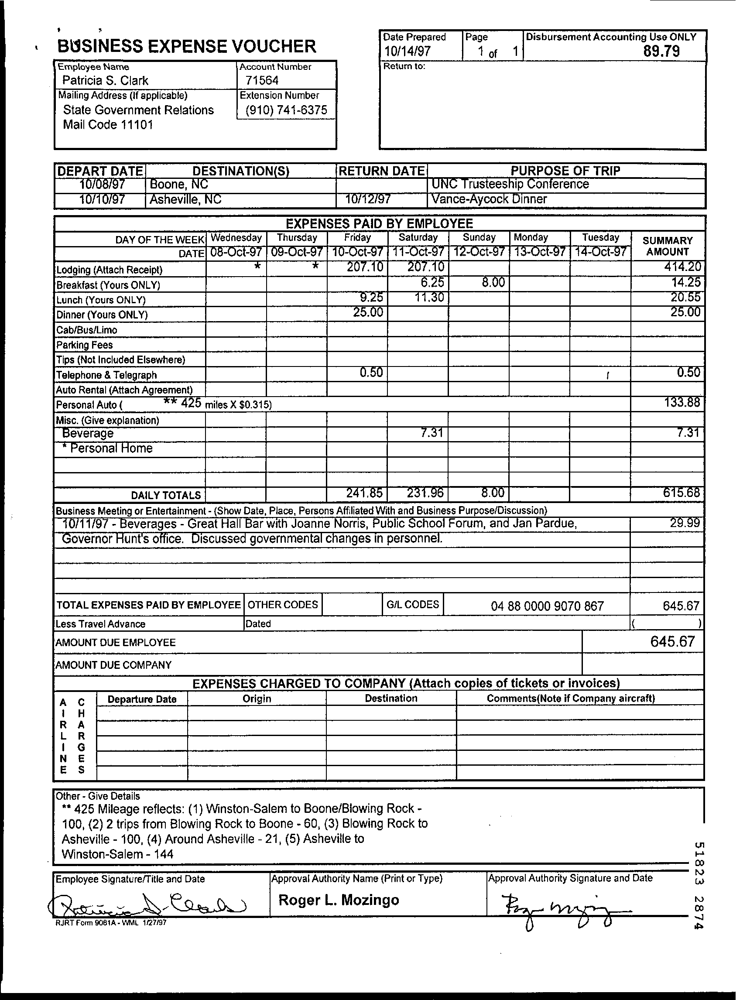 BUSINESS EXPENSE VOUCHER
Date Prepared Page Disbursement Accounting Use ONLY
10/14/97 1 of 1 89.79
Employee Name Account Number Return to:
Patricia S. Clark 71564
Mailing Address (If applicable) Extension Number
State Government Relations (910) 741-6375
Mail Code 11101
DEPART DATE DESTINATION(S) RETURN DATE PURPOSE OF TRIP
10/08/97 Boone, NC UNC Trusteeship Conference
10/10/97 Asheville, NC 10/12/97 Vance-Aycock Dinner
EXPENSES PAID BY EMPLOYEE
DAY OF THE WEEK Wednesday Thursday Friday Saturday Sunday Monday Tuesday SUMMARY
DATE 08-Oct-97 09-Oct-97 10-Oct-97 11-Oct-97 12-Oct-97 13-Oct-97 14-Oct-97 AMOUNT
Lodging (Attach Receipt) * * 207.10 207.10 414.20
Breakfast (Yours ONLY) 6.25 8.00 14.25
Lunch (Yours ONLY) 9.25 11.30 20.55
Dinner (Yours ONLY) 25.00 25.00
Cab/Bus/Limo
Parking Fees
Tips (Not Included Elsewhere)
Telephone & Telegraph 0.50 0.50
Auto Rental (Attach Agreement)
Personal Auto ( ** 425 miles X $0.315) 133.88
Misc. (Give explanation)
Beverage 7.31 7.31
* Personal Home
DAILY TOTALS 241.85 231.96 8.00 615.68
Business Meeting or Entertainment - (Show Date, Place, Persons Affiliated With and Business Purpose/Discussion)
10/11/97 - Beverages - Great Hall Bar with Joanne Norris, Public School Forum, and Jan Pardue, 29.99
Governor Hunt's office. Discussed governmental changes in personnel.
TOTAL EXPENSES PAID BY EMPLOYEE OTHER CODES G/L CODES 04 88 0000 9070 867 645.67
Less Travel Advance Dated ( )
AMOUNT DUE EMPLOYEE 645.67
AMOUNT DUE COMPANY
EXPENSES CHARGED TO COMPANY (Attach copies of tickets or invoices)
AIRLINE CHARGES Departure Date Origin Destination Comments(Note if Company aircraft)
Other - Give Details
** 425 Mileage reflects: (1) Winston-Salem to Boone/Blowing Rock -
100, (2) 2 trips from Blowing Rock to Boone - 60, (3) Blowing Rock to
Asheville - 100, (4) Around Asheville - 21, (5) Asheville to
Winston-Salem - 144
Employee Signature/Title and Date Approval Authority Name (Print or Type) Approval Authority Signature and Date
Patricia S. Clark Roger L. Mozingo
RJRT Form 9061A - WML 1/27/97
51823 2874